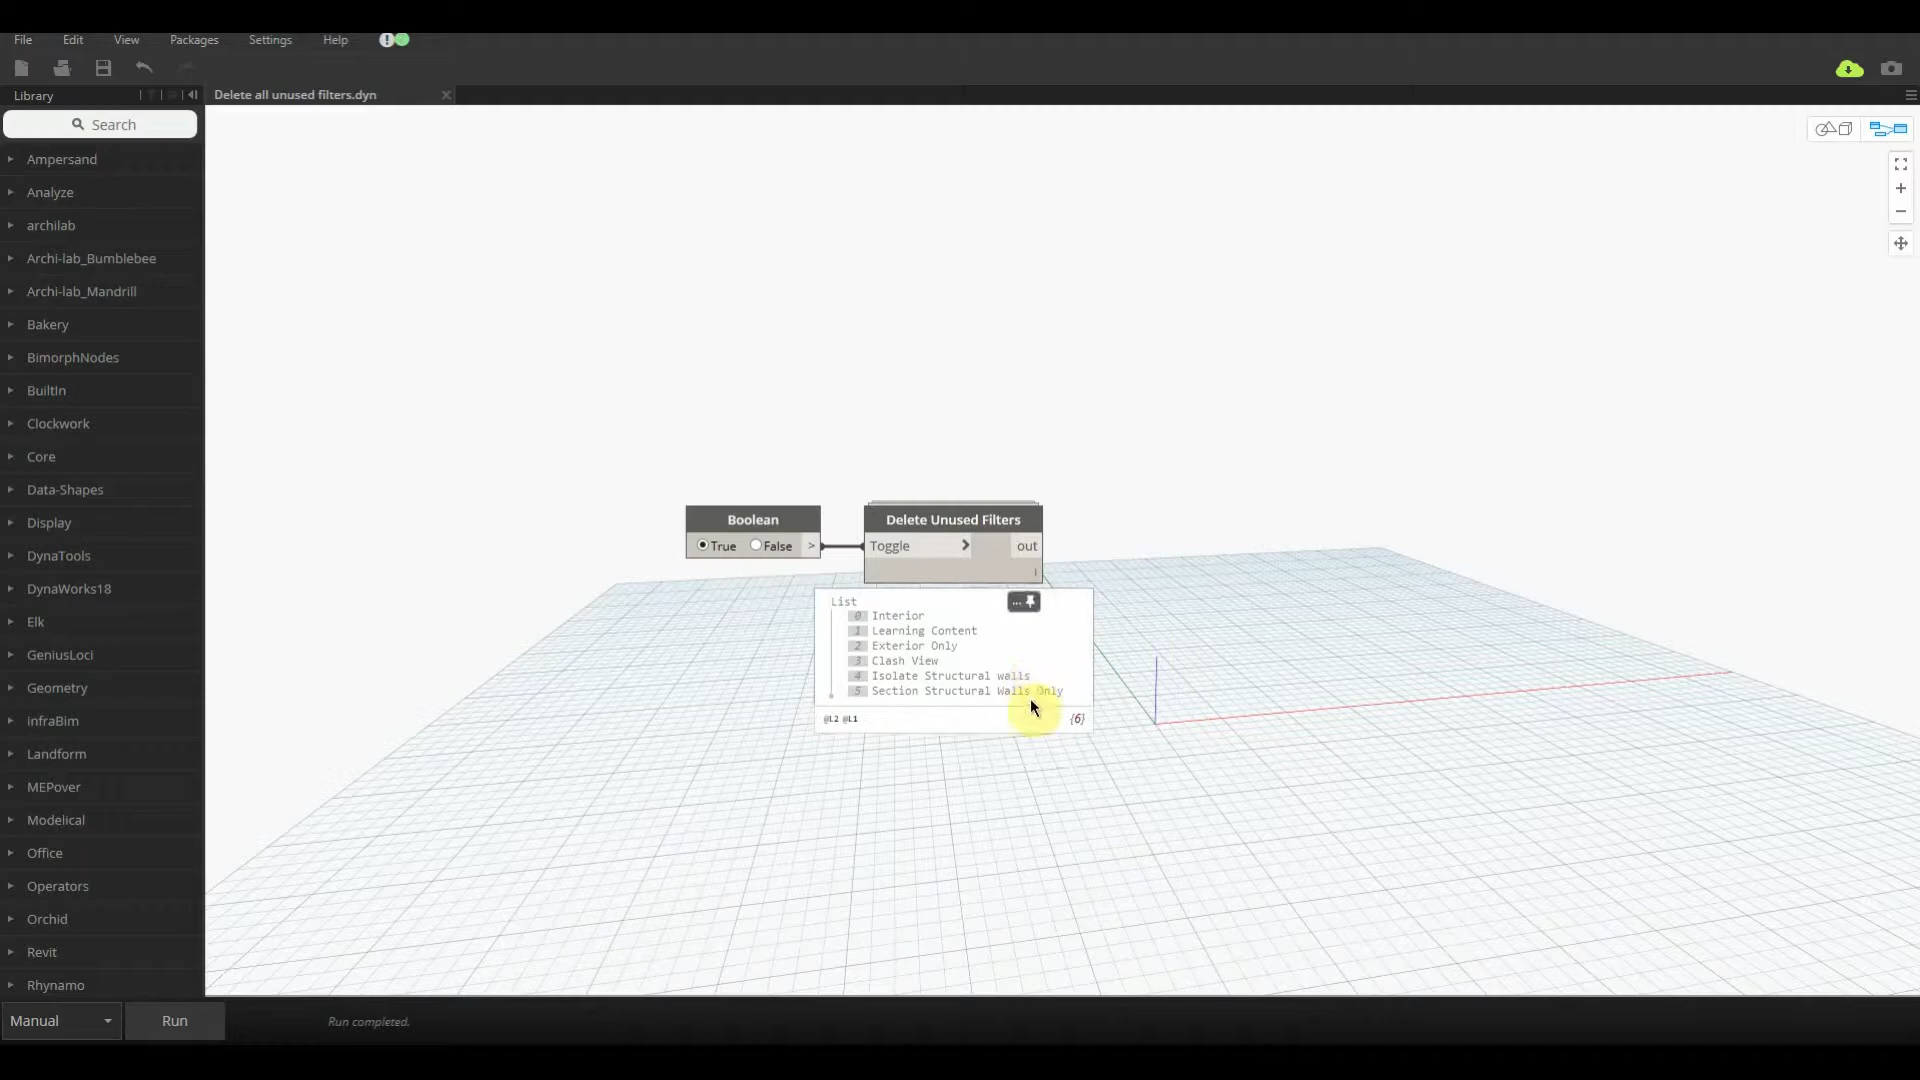 File Edit View Packages Settings Help
Library
Delete all unused filters.dyn
Search
Ampersand
Analyze
archilab
Archi-lab_Bumblebee
Archi-lab_Mandrill
Bakery
BimorphNodes
BuiltIn
Clockwork
Core
Data-Shapes
Display
DynaTools
DynaWorks18
Elk
GeniusLoci
Geometry
infraBim
Landform
MEPover
Modelical
Office
Operators
Orchid
Revit
Rhynamo
Boolean
True False >
Delete Unused Filters
Toggle > out
l
List
0 Interior
1 Learning Content
2 Exterior Only
3 Clash View
4 Isolate Structural walls
5 Section Structural Walls Only
@L2 @L1 {6}
Manual Run Run completed.